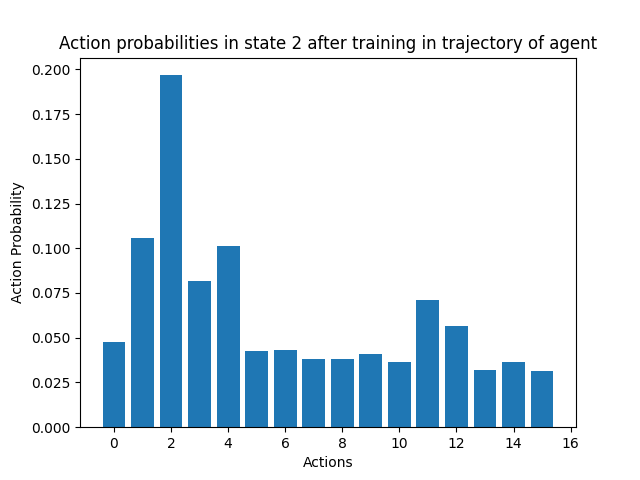 Action probabilities in state 2 after training in trajectory of agent
0.200
0.175
0.150
0.125
0.100
0.075
0.050
0.025
0.000
Action Probability
0 2 4 6 8 10 12 14 16
Actions